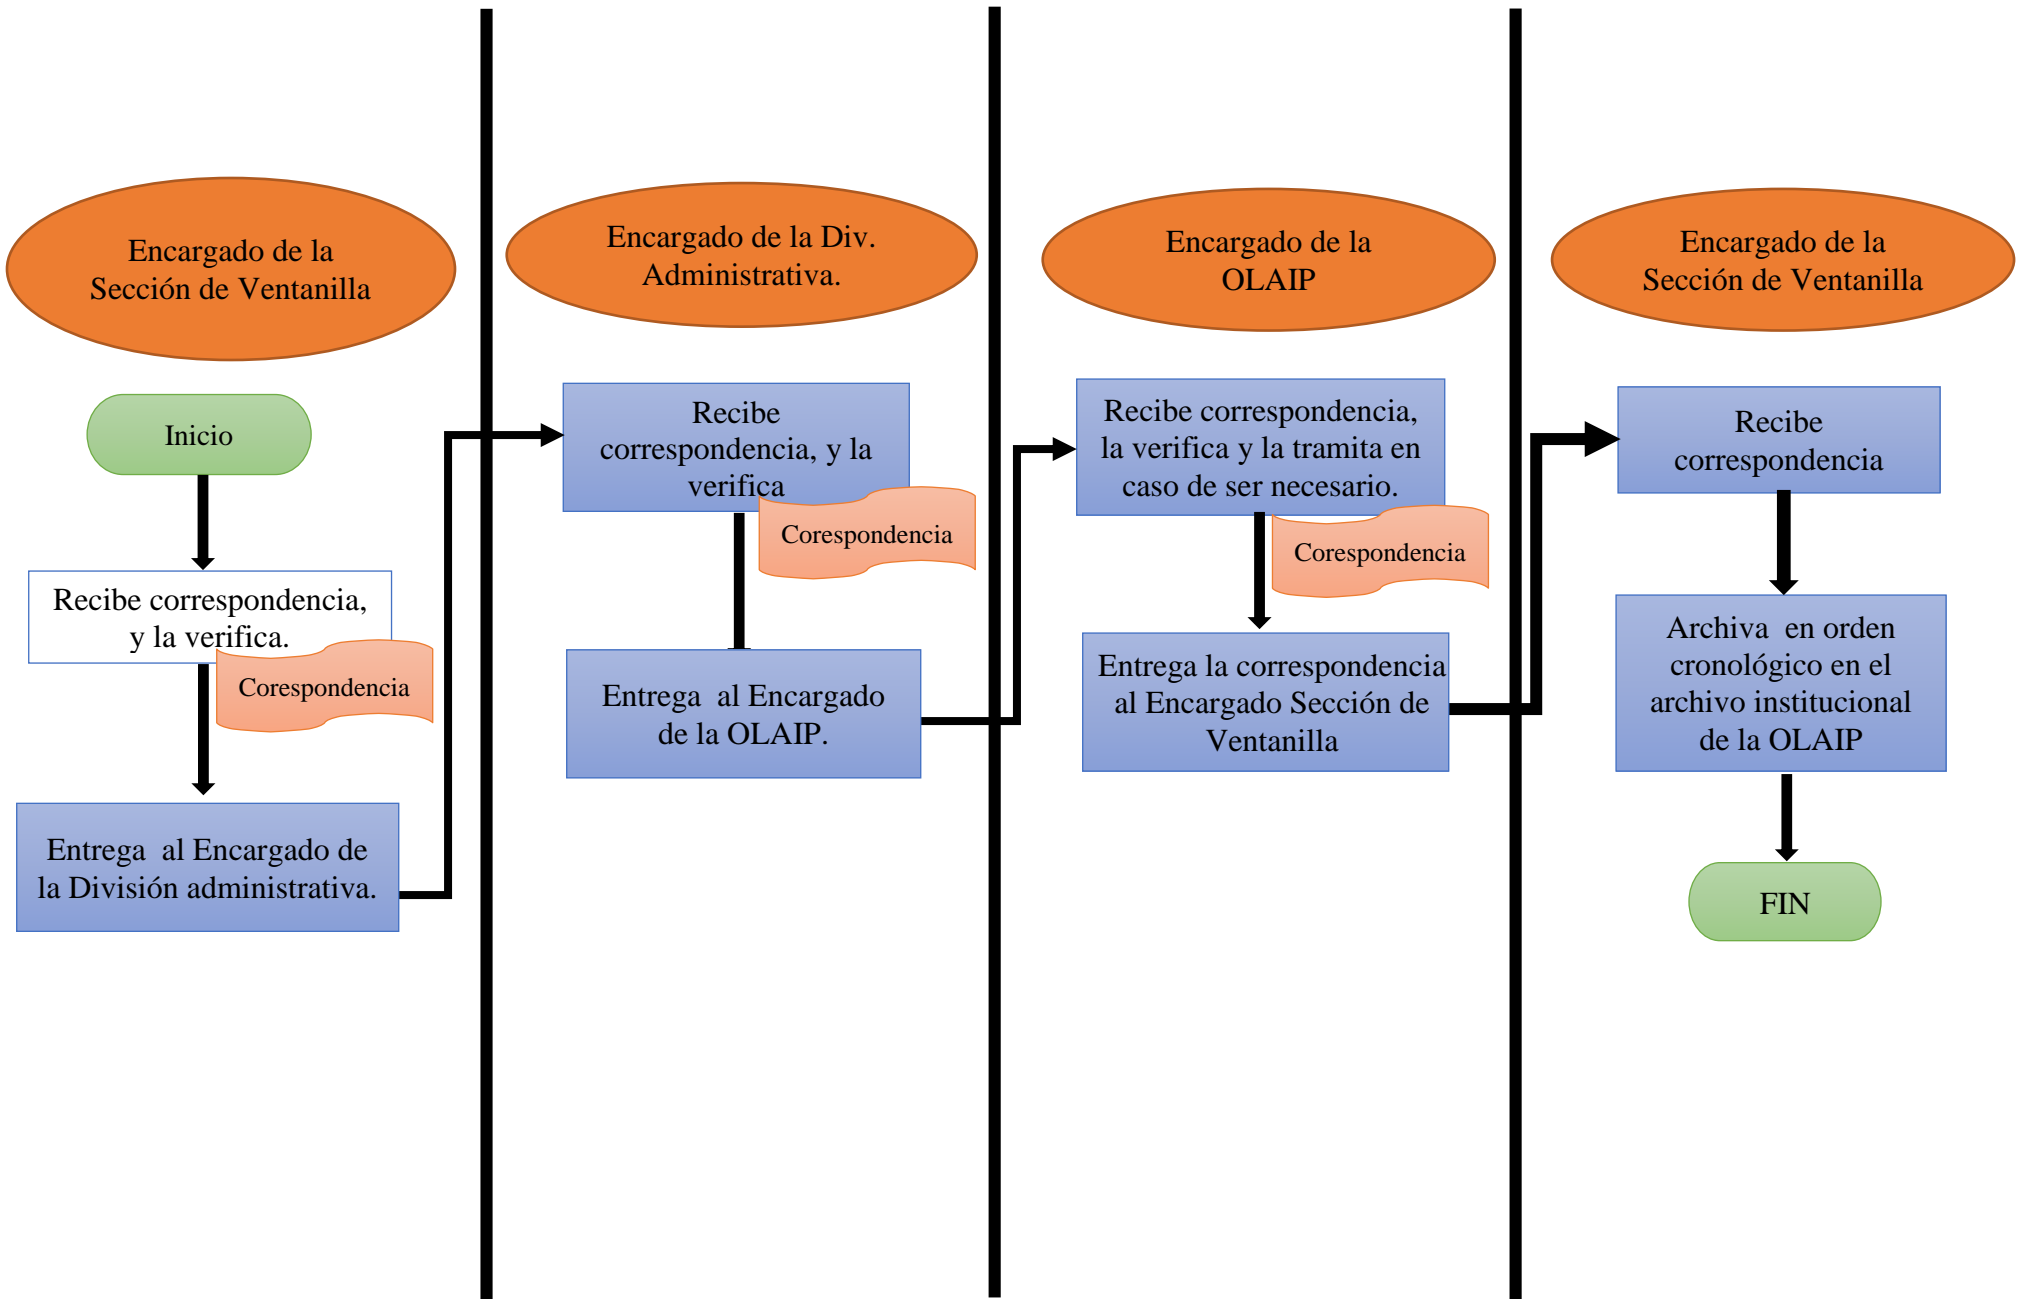 Encargado de la
Sección de Ventanilla
Inicio
Recibe correspondencia,
y la verifica.
Corespondencia
Entrega  al Encargado de
la División administrativa.
Encargado de la Div.
Administrativa.
Recibe
correspondencia, y la
verifica
Corespondencia
Entrega  al Encargado
de la OLAIP.
Encargado de la
OLAIP
Recibe correspondencia,
la verifica y la tramita en
caso de ser necesario.
Corespondencia
Entrega la correspondencia
al Encargado Sección de
Ventanilla
Encargado de la
Sección de Ventanilla
Recibe
correspondencia
Archiva  en orden
cronológico en el
archivo institucional
de la OLAIP
FIN